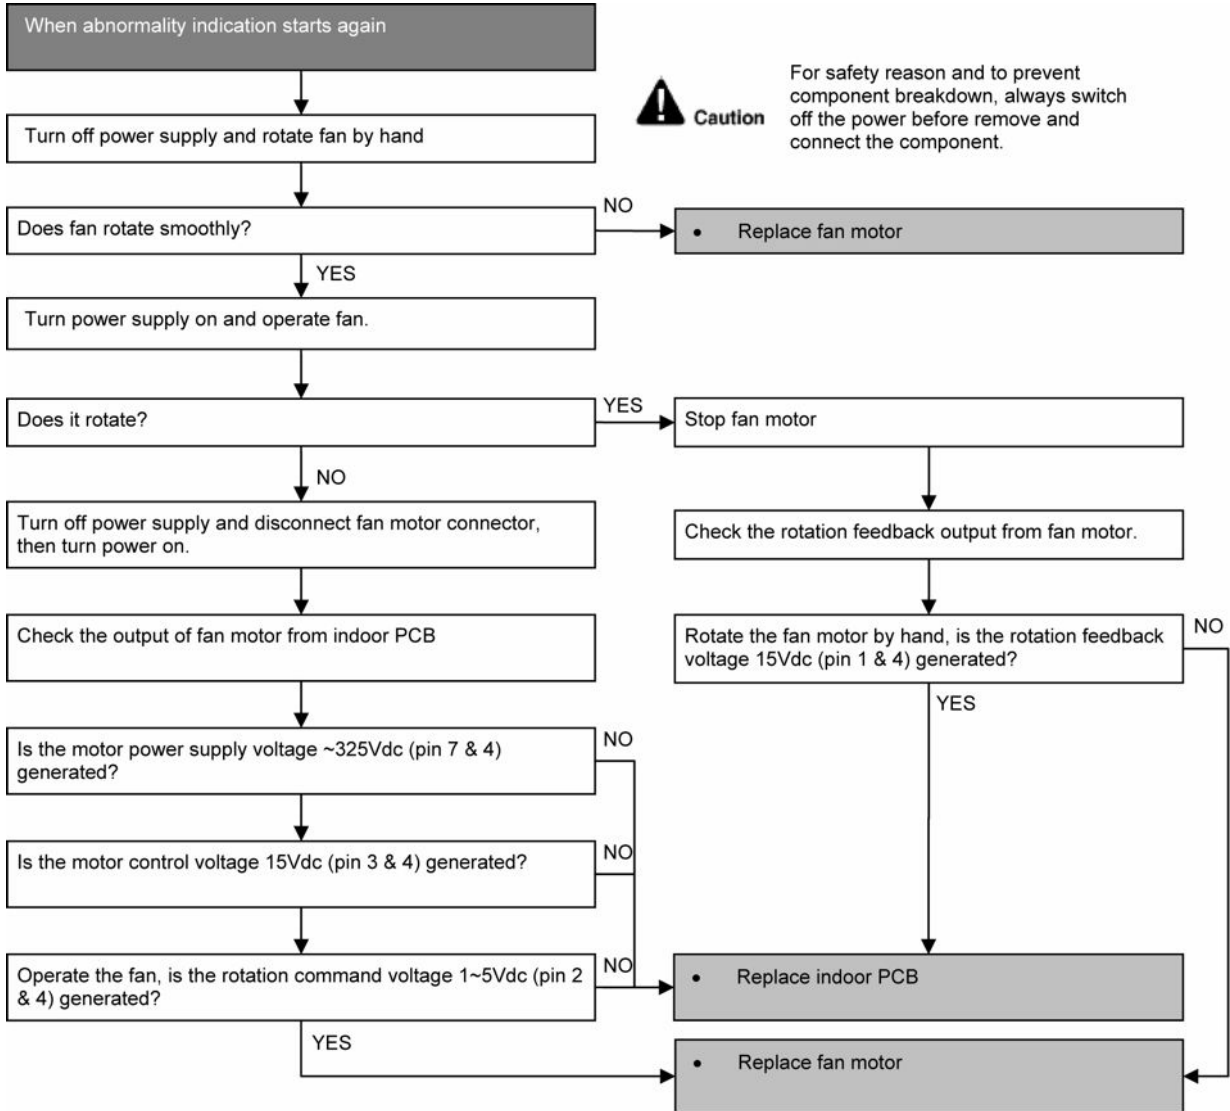 When abnormality indication starts again
For safety reason and to prevent
component breakdown, always switch
off the power before remove and
connect the component.
Caution
Turn off power supply and rotate fan by hand
Does fan rotate smoothly?
NO
• Replace fan motor
YES
Turn power supply on and operate fan.
Does it rotate?
YES
Stop fan motor
NO
Turn off power supply and disconnect fan motor connector,
then turn power on.
Check the rotation feedback output from fan motor.
Check the output of fan motor from indoor PCB
Rotate the fan motor by hand, is the rotation feedback
voltage 15Vdc (pin 1 & 4) generated?
NO
YES
Is the motor power supply voltage ~325Vdc (pin 7 & 4)
generated?
NO
Is the motor control voltage 15Vdc (pin 3 & 4) generated?
NO
Operate the fan, is the rotation command voltage 1~5Vdc (pin 2
& 4) generated?
NO
• Replace indoor PCB
YES
• Replace fan motor